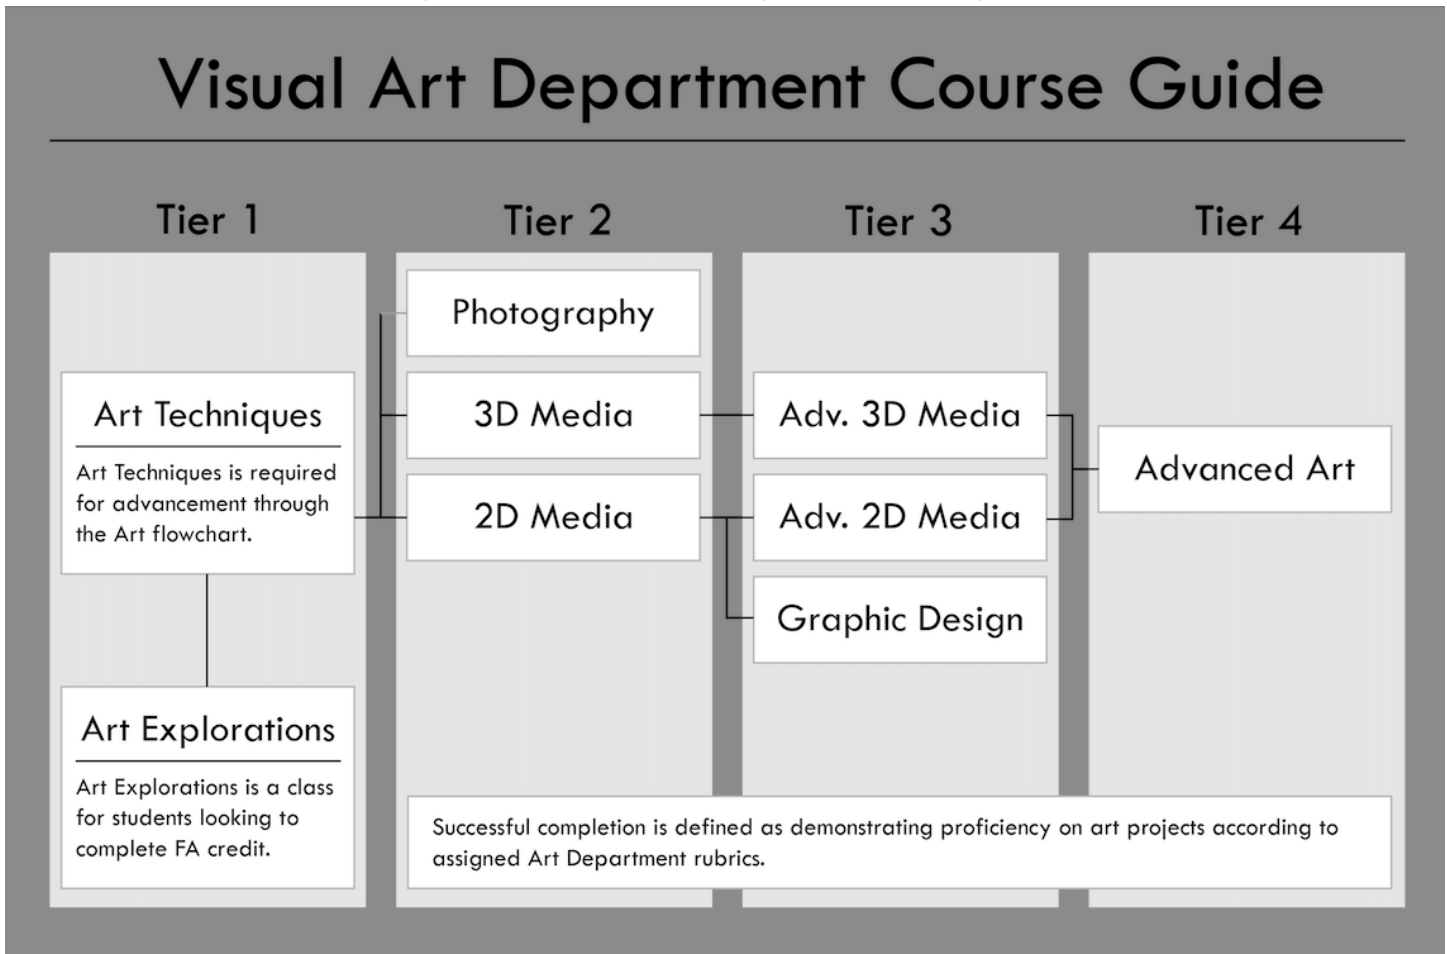 Visual Art Department Course Guide
Tier 1
Tier 2
Tier 3
Tier 4
Art Techniques
Art Techniques is required
for advancement through
the Art flowchart.
Art Explorations
Art Explorations is a class
for students looking to
complete FA credit.
Photography
3D Media
2D Media
Adv. 3D Media
Adv. 2D Media
Graphic Design
Advanced Art
Successful completion is defined as demonstrating proficiency on art projects according to
assigned Art Department rubrics.